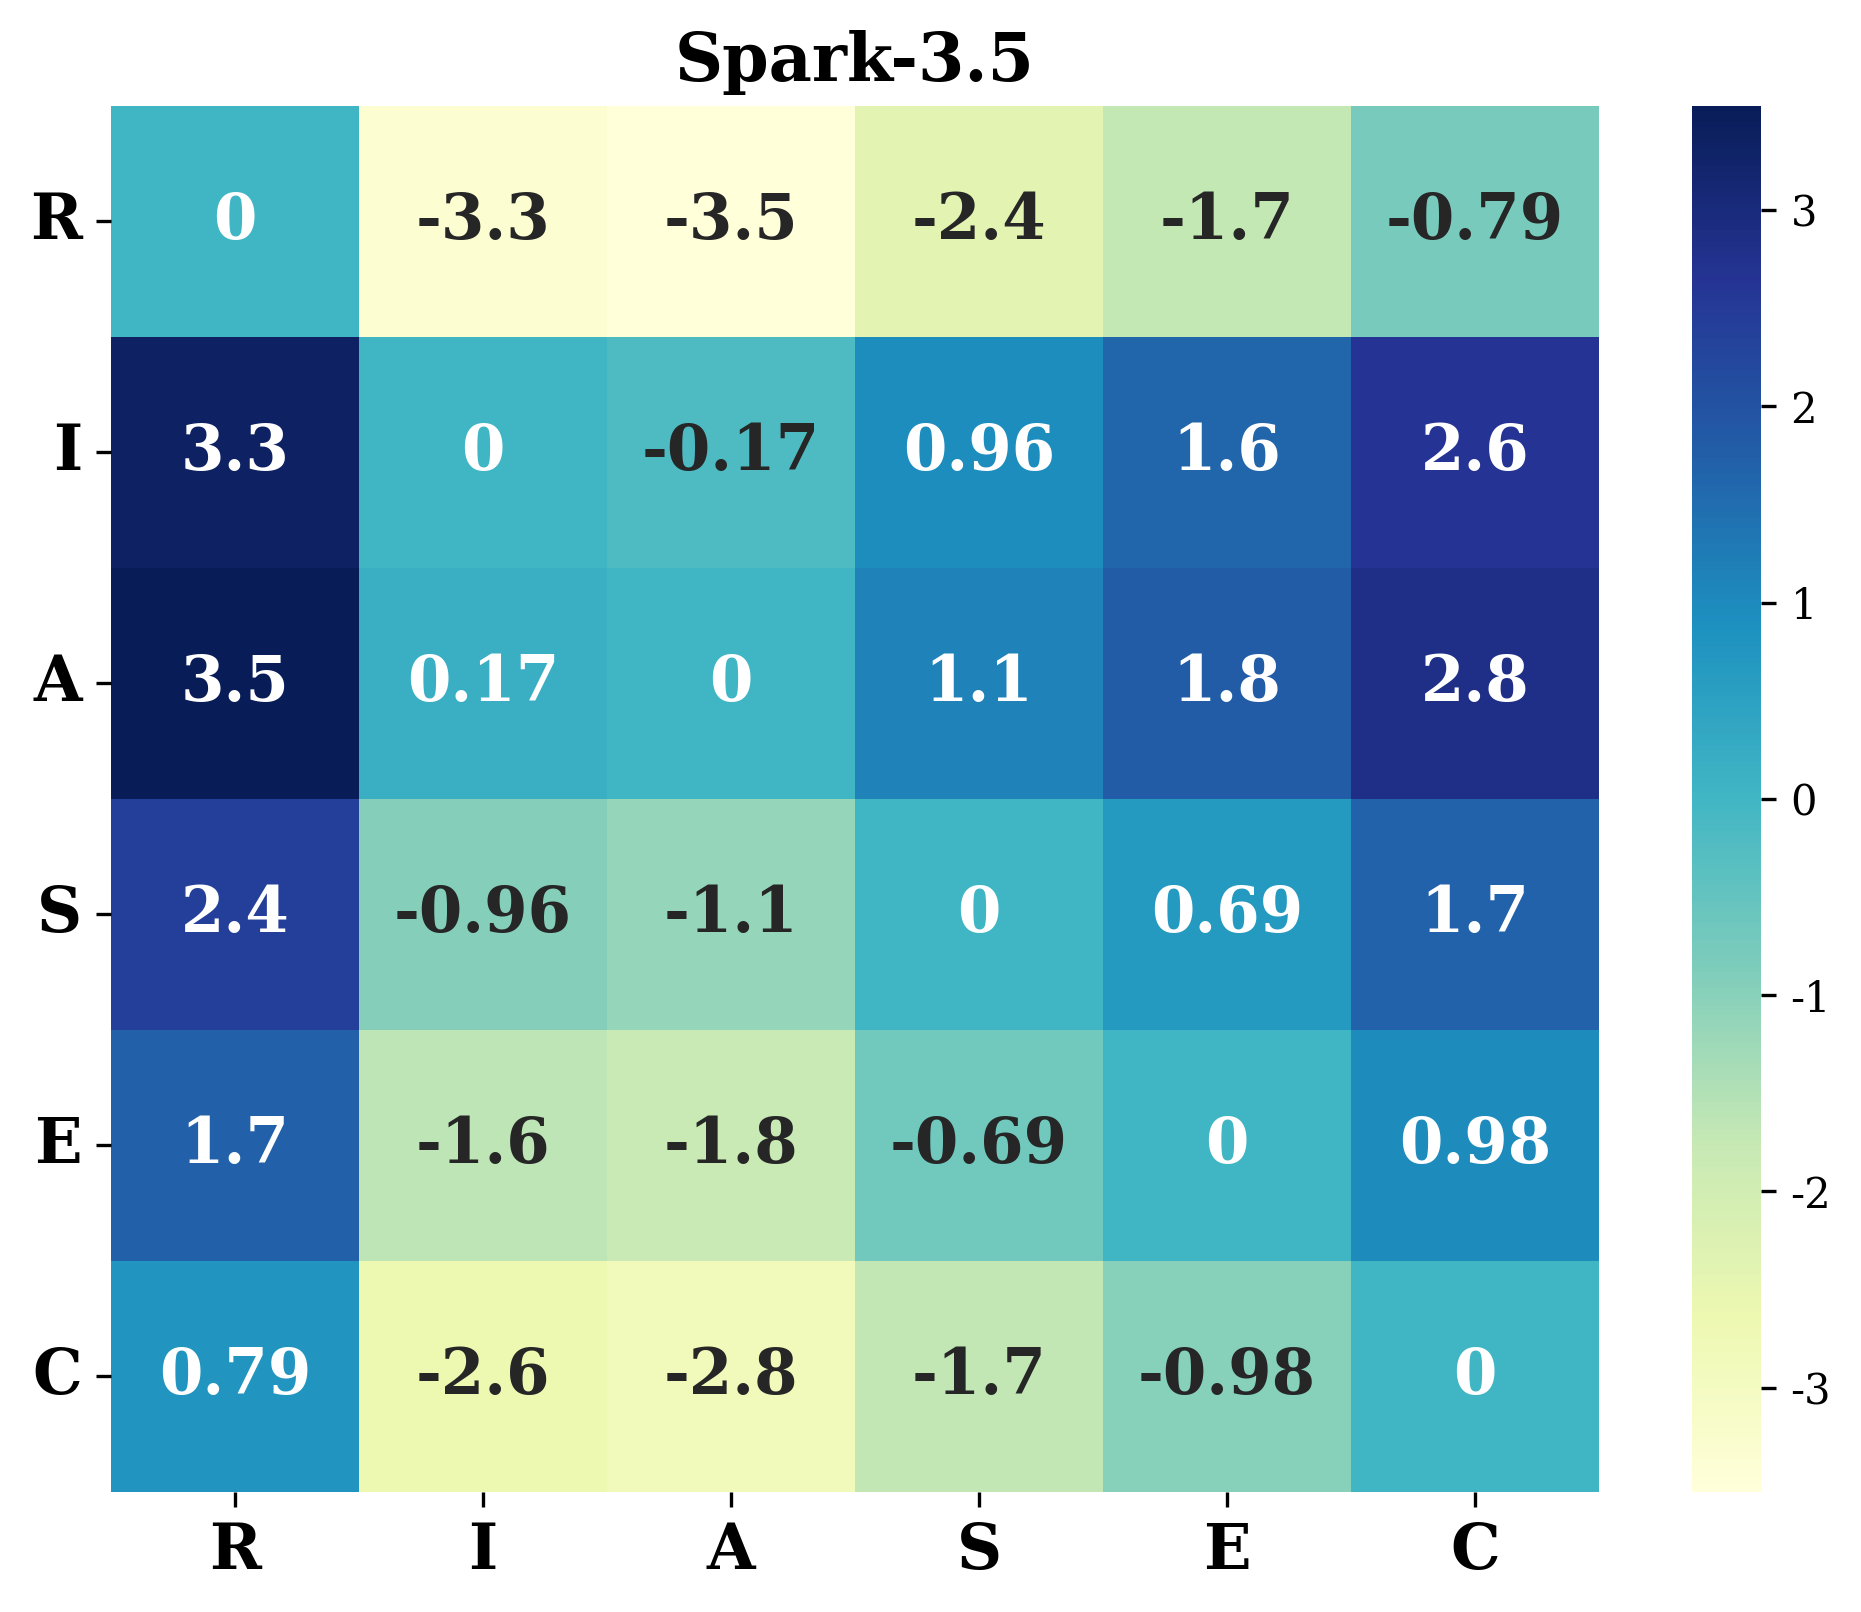 Spark-3.5
R 0 -3.3 -3.5 -2.4 -1.7 -0.79
I 3.3 0 -0.17 0.96 1.6 2.6
A 3.5 0.17 0 1.1 1.8 2.8
S 2.4 -0.96 -1.1 0 0.69 1.7
E 1.7 -1.6 -1.8 -0.69 0 0.98
C 0.79 -2.6 -2.8 -1.7 -0.98 0
R I A S E C
3
2
1
0
-1
-2
-3